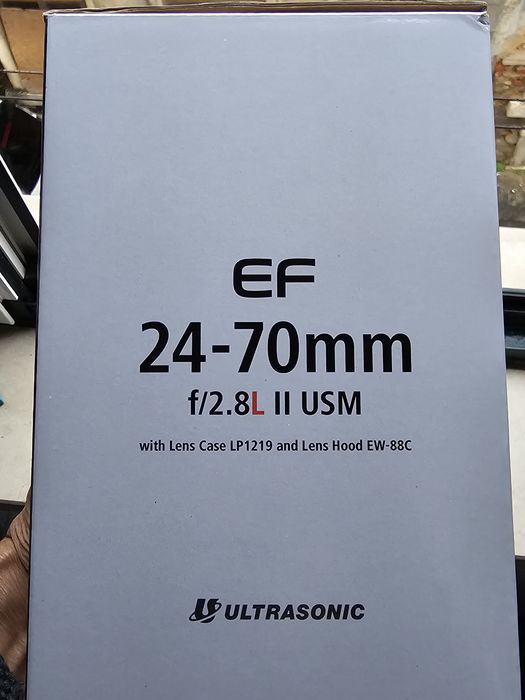 EF
24-70mm
f/2.8L II USM
with Lens Case LP1219 and Lens Hood EW-88C
ULTRASONIC